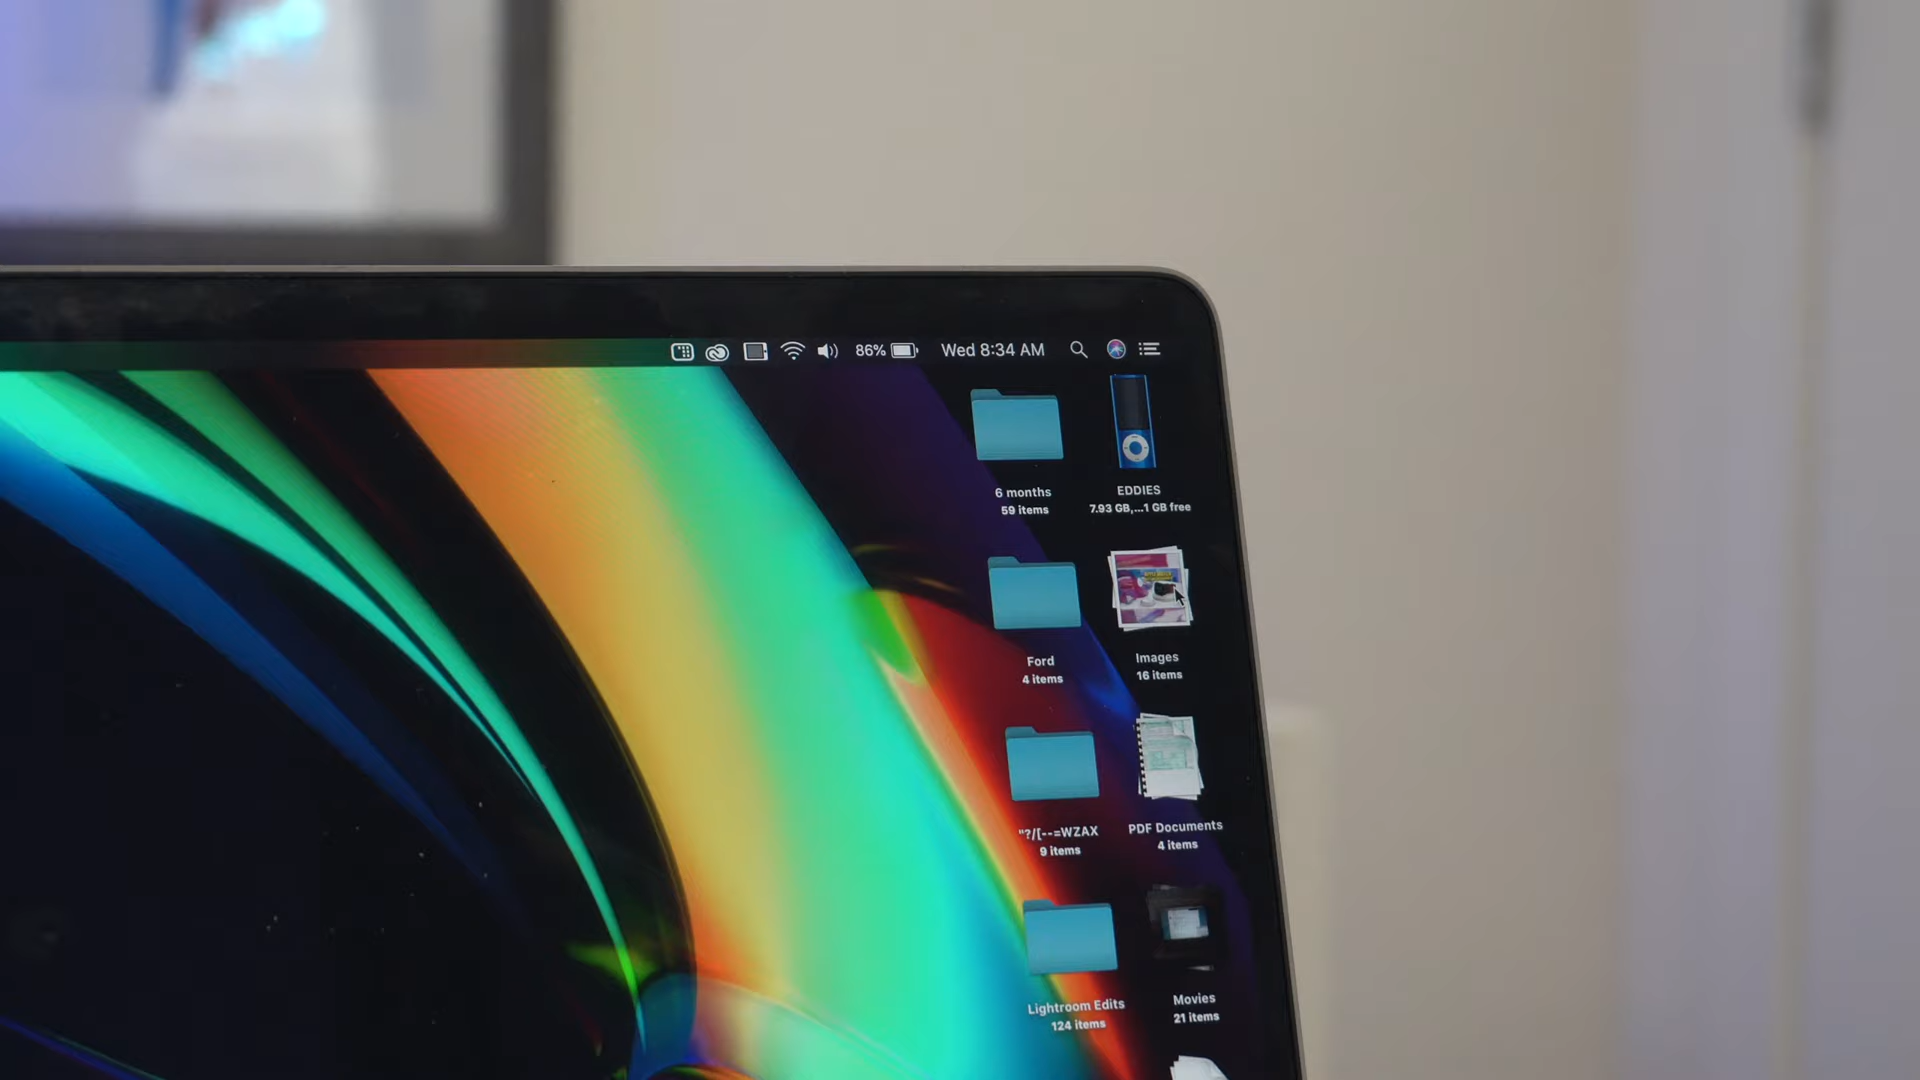 86% Wed 8:34 AM
6 months
59 items
EDDIES
7.93 GB,...1 GB free
Ford
4 items
Images
16 items
"?/[--=WZAX
9 items
PDF Documents
4 items
Lightroom Edits
124 items
Movies
21 items